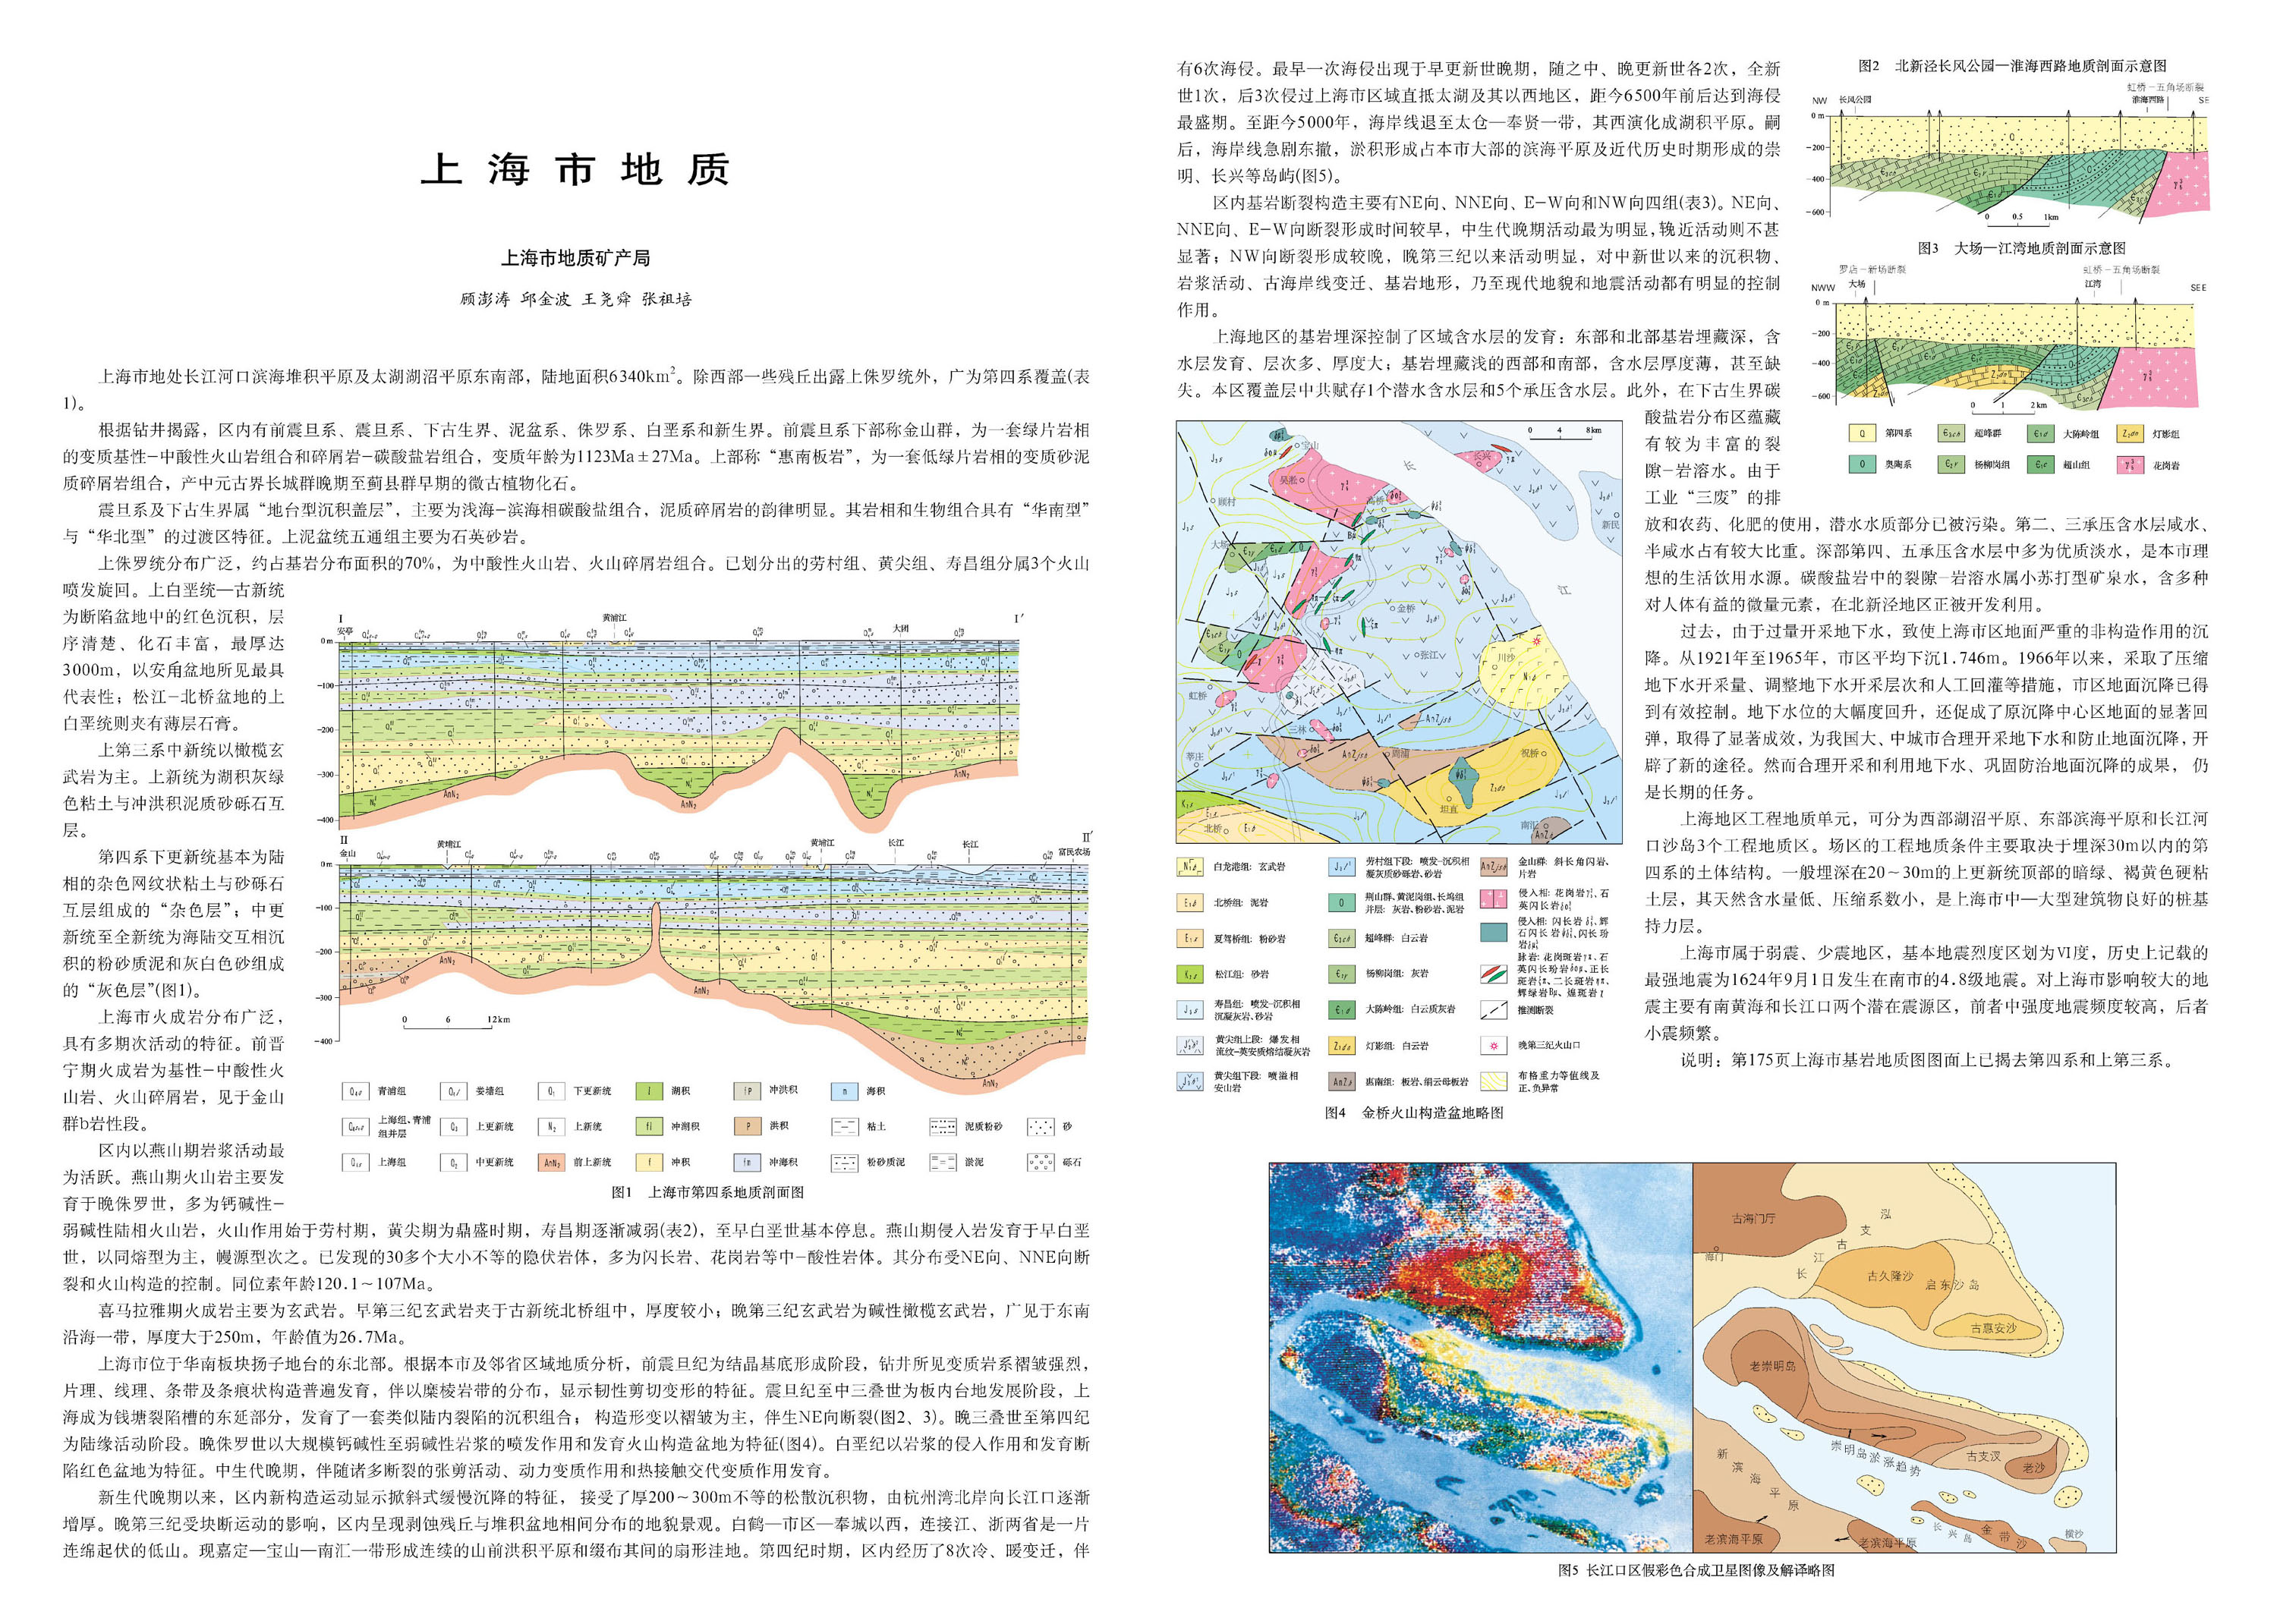 上海市地质
上海市地质矿产局
顾澎涛 邱金波 王尧舜 张祖培
上海市地处长江河口滨海堆积平原及太湖湖沼平原东南部，陆地面积6340km²。除西部一些残丘出露上侏罗统外，广为第四系覆盖(表
1)。
根据钻井揭露，区内有前震旦系、震旦系、下古生界、泥盆系、侏罗系、白垩系和新生界。前震旦系下部称金山群，为一套绿片岩相
的变质基性-中酸性火山岩组合和碎屑岩-碳酸盐岩组合，变质年龄为1123Ma±27Ma。上部称“惠南板岩”，为一套低绿片岩相的变质砂泥
质碎屑岩组合，产中元古界长城群晚期至蓟县群早期的微古植物化石。
震旦系及下古生界属“地台型沉积盖层”，主要为浅海-滨海相碳酸盐组合，泥质碎屑岩的韵律明显。其岩相和生物组合具有“华南型”
与“华北型”的过渡区特征。上泥盆统五通组主要为石英砂岩。
上侏罗统分布广泛，约占基岩分布面积的70%，为中酸性火山岩、火山碎屑岩组合。已划分出的劳村组、黄尖组、寿昌组分属3个火山
喷发旋回。上白垩统—古新统
为断陷盆地中的红色沉积，层
序清楚、化石丰富，最厚达
3000m，以安角盆地所见最具
代表性；松江-北桥盆地的上
白垩统则夹有薄层石膏。
上第三系中新统以橄榄玄
武岩为主。上新统为湖积灰绿
色粘土与冲洪积泥质砂砾石互
层。
第四系下更新统基本为陆
相的杂色网纹状粘土与砂砾石
互层组成的“杂色层”；中更
新统至全新统为海陆交互相沉
积的粉砂质泥和灰白色砂组成
的“灰色层”(图1)。
上海市火成岩分布广泛，
具有多期次活动的特征。前晋
宁期火成岩为基性-中酸性火
山岩、火山碎屑岩，见于金山
群b岩性段。
区内以燕山期岩浆活动最
为活跃。燕山期火山岩主要发
育于晚侏罗世，多为钙碱性-
弱碱性陆相火山岩，火山作用始于劳村期，黄尖期为鼎盛时期，寿昌期逐渐减弱(表2)，至早白垩世基本停息。燕山期侵入岩发育于早白垩
世，以同熔型为主，幔源型次之。已发现的30多个大小不等的隐伏岩体，多为闪长岩、花岗岩等中-酸性岩体。其分布受NE向、NNE向断
裂和火山构造的控制。同位素年龄120.1～107Ma。
喜马拉雅期火成岩主要为玄武岩。早第三纪玄武岩夹于古新统北桥组中，厚度较小；晚第三纪玄武岩为碱性橄榄玄武岩，广见于东南
沿海一带，厚度大于250m，年龄值为26.7Ma。
上海市位于华南板块扬子地台的东北部。根据本市及邻省区域地质分析，前震旦纪为结晶基底形成阶段，钻井所见变质岩系褶皱强烈，
片理、线理、条带及条痕状构造普遍发育，伴以糜棱岩带的分布，显示韧性剪切变形的特征。震旦纪至中三叠世为板内台地发展阶段，上
海成为钱塘裂陷槽的东延部分，发育了一套类似陆内裂陷的沉积组合；构造形变以褶皱为主，伴生NE向断裂(图2、3)。晚三叠世至第四纪
为陆缘活动阶段。晚侏罗世以大规模钙碱性至弱碱性岩浆的喷发作用和发育火山构造盆地为特征(图4)。白垩纪以岩浆的侵入作用和发育断
陷红色盆地为特征。中生代晚期，伴随诸多断裂的张剪活动、动力变质作用和热接触交代变质作用发育。
新生代晚期以来，区内新构造运动显示掀斜式缓慢沉降的特征，接受了厚200～300m不等的松散沉积物，由杭州湾北岸向长江口逐渐
增厚。晚第三纪受块断运动的影响，区内呈现剥蚀残丘与堆积盆地相间分布的地貌景观。白鹤—市区—奉城以西，连接江、浙两省是一片
连绵起伏的低山。现嘉定—宝山—南汇一带形成连续的山前洪积平原和缀布其间的扇形洼地。第四纪时期，区内经历了8次冷、暖变迁，伴
I
安亭
黄浦江
大团
I′
0m
-100
-200
-300
-400
AnN₂
AnN₂
AnN₂
II
金山
黄埔江
黄埔江
长江
长江
II′
富民农场
0m
-100
-200
-300
-400
AnN₂
AnN₂
AnN₂
0 6 12km
青浦组
娄塘组
下更新统
湖积
冲洪积
海积
上海组、青浦
组并层
上更新统
上新统
冲湖积
洪积
粘土
泥质粉砂
砂
上海组
中更新统
前上新统
冲积
冲海积
粉砂质泥
淤泥
砾石
图1 上海市第四系地质剖面图
有6次海侵。最早一次海侵出现于早更新世晚期，随之中、晚更新世各2次，全新
世1次，后3次侵过上海市区域直抵太湖及其以西地区，距今6500年前后达到海侵
最盛期。至距今5000年，海岸线退至太仓—奉贤一带，其西演化成湖积平原。嗣
后，海岸线急剧东撤，淤积形成占本市大部的滨海平原及近代历史时期形成的崇
明、长兴等岛屿(图5)。
区内基岩断裂构造主要有NE向、NNE向、E-W向和NW向四组(表3)。NE向、
NNE向、E-W向断裂形成时间较早，中生代晚期活动最为明显，晚近活动则不甚
显著；NW向断裂形成较晚，晚第三纪以来活动明显，对中新世以来的沉积物、
岩浆活动、古海岸线变迁、基岩地形，乃至现代地貌和地震活动都有明显的控制
作用。
上海地区的基岩埋深控制了区域含水层的发育：东部和北部基岩埋藏深，含
水层发育、层次多、厚度大；基岩埋藏浅的西部和南部，含水层厚度薄，甚至缺
失。本区覆盖层中共赋存1个潜水含水层和5个承压含水层。此外，在下古生界碳
酸盐岩分布区蕴藏
有较为丰富的裂
隙-岩溶水。由于
工业“三废”的排
放和农药、化肥的使用，潜水水质部分已被污染。第二、三承压含水层咸水、
半咸水占有较大比重。深部第四、五承压含水层中多为优质淡水，是本市理
想的生活饮用水源。碳酸盐岩中的裂隙-岩溶水属小苏打型矿泉水，含多种
对人体有益的微量元素，在北新泾地区正被开发利用。
过去，由于过量开采地下水，致使上海市区地面严重的非构造作用的沉
降。从1921年至1965年，市区平均下沉1.746m。1966年以来，采取了压缩
地下水开采量、调整地下水开采层次和人工回灌等措施，市区地面沉降已得
到有效控制。地下水位的大幅度回升，还促成了原沉降中心区地面的显著回
弹，取得了显著成效，为我国大、中城市合理开采地下水和防止地面沉降，开
辟了新的途径。然而合理开采和利用地下水、巩固防治地面沉降的成果，仍
是长期的任务。
上海地区工程地质单元，可分为西部湖沼平原、东部滨海平原和长江河
口沙岛3个工程地质区。场区的工程地质条件主要取决于埋深30m以内的第
四系的土体结构。一般埋深在20～30m的上更新统顶部的暗绿、褐黄色硬粘
土层，其天然含水量低、压缩系数小，是上海市中—大型建筑物良好的桩基
持力层。
上海市属于弱震、少震地区，基本地震烈度区划为VI度，历史上记载的
最强地震为1624年9月1日发生在南市的4.8级地震。对上海市影响较大的地
震主要有南黄海和长江口两个潜在震源区，前者中强度地震频度较高，后者
小震频繁。
说明：第175页上海市基岩地质图图面上已揭去第四系和上第三系。
图2 北新泾长风公园—淮海西路地质剖面示意图
虹桥-五角场断裂
NW 长风公园 淮海西路 SE
0 m
-200
-400
-600
0 0.5 1km
图3 大场—江湾地质剖面示意图
罗店-新场断裂 虹桥-五角场断裂
NWW 大场 江湾 SEE
0 m
-200
-400
-600
0 1 2 km
第四系
超峰群
大陈岭组
灯影组
奥陶系
杨柳岗组
超山组
花岗岩
0 4 8km
宝山
长兴
长
吴淞
高桥
顾村
新民
大场
江
金桥
张江
川沙
虹桥
三林
周浦
祝桥
莘庄
坦直
北桥
南汇
白龙港组：玄武岩
劳村组下段：喷发-沉积相
凝灰质砂砾岩、砂岩
金山群：斜长角闪岩、
片岩
北桥组：泥岩
荆山群、黄泥岗组、长坞组
并层：灰岩、粉砂岩、泥岩
侵入相：花岗岩、石
英闪长岩
夏驾桥组：粉砂岩
超峰群：白云岩
侵入相：闪长岩、辉
石闪长岩、闪长玢
岩
松江组：砂岩
杨柳岗组：灰岩
脉岩：花岗斑岩、石
英闪长玢岩、正长
斑岩、二长斑岩、
辉绿岩、煌斑岩
寿昌组：喷发-沉积相
沉凝灰岩、砂岩
大陈岭组：白云质灰岩
推测断裂
黄尖组上段：爆发相
流纹-英安质熔结凝灰岩
灯影组：白云岩
晚第三纪火山口
黄尖组下段：喷溢相
安山岩
惠南组：板岩、绢云母板岩
布格重力等值线及
正、负异常
图4 金桥火山构造盆地略图
古海门厅
海门
长江古支泓
古久隆沙
启东沙岛
古惠安沙
老崇明岛
崇明岛淤涨趋势
古支汊
老沙
新滨海平原
老滨海平原
老滨海平原
长兴岛
金带沙
横沙
图5 长江口区假彩色合成卫星图像及解译略图